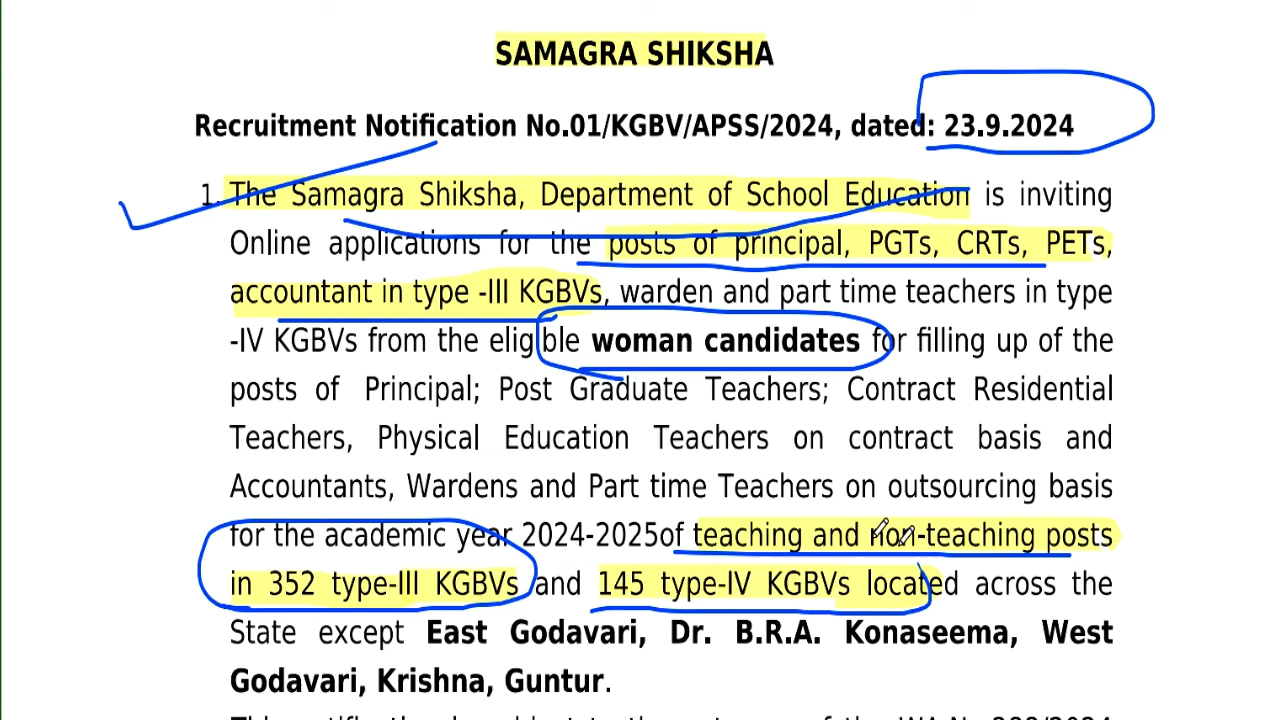 SAMAGRA SHIKSHA
Recruitment Notification No.01/KGBV/APSS/2024, dated: 23.9.2024
1. The Samagra Shiksha, Department of School Education is inviting
Online applications for the posts of principal, PGTs, CRTs, PETs,
accountant in type -III KGBVs, warden and part time teachers in type
-IV KGBVs from the eligible woman candidates for filling up of the
posts of Principal; Post Graduate Teachers; Contract Residential
Teachers, Physical Education Teachers on contract basis and
Accountants, Wardens and Part time Teachers on outsourcing basis
for the academic year 2024-2025of teaching and non-teaching posts
in 352 type-III KGBVs and 145 type-IV KGBVs located across the
State except East Godavari, Dr. B.R.A. Konaseema, West
Godavari, Krishna, Guntur.